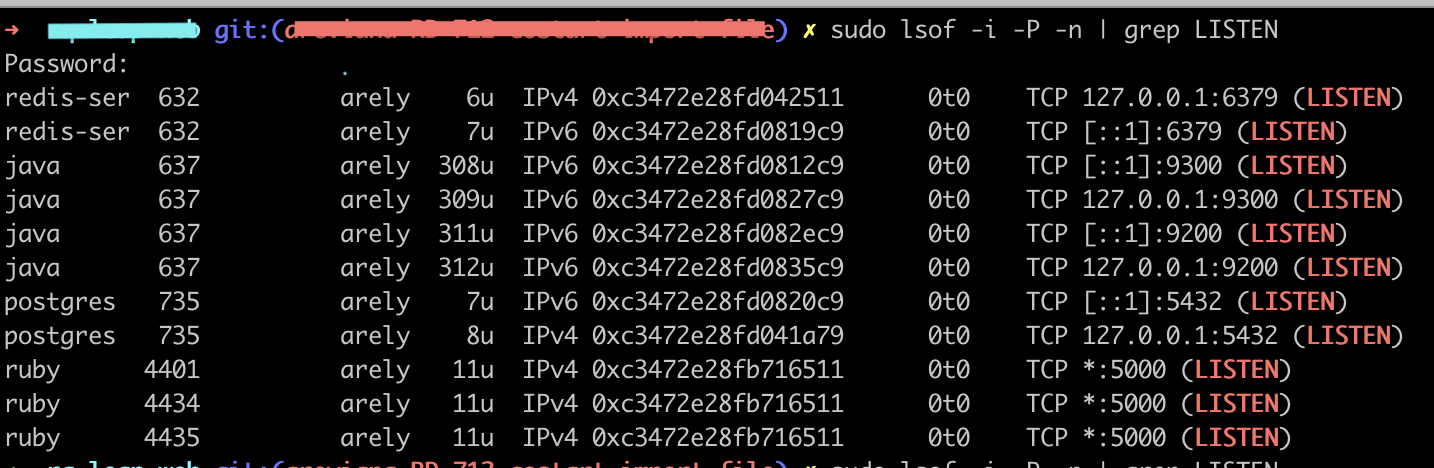 ➜ git:( ) ✗ sudo lsof -i -P -n | grep LISTEN
Password:
redis-ser 632 arely 6u IPv4 0xc3472e28fd042511 0t0 TCP 127.0.0.1:6379 (LISTEN)
redis-ser 632 arely 7u IPv6 0xc3472e28fd0819c9 0t0 TCP [::1]:6379 (LISTEN)
java 637 arely 308u IPv6 0xc3472e28fd0812c9 0t0 TCP [::1]:9300 (LISTEN)
java 637 arely 309u IPv6 0xc3472e28fd0827c9 0t0 TCP 127.0.0.1:9300 (LISTEN)
java 637 arely 311u IPv6 0xc3472e28fd082ec9 0t0 TCP [::1]:9200 (LISTEN)
java 637 arely 312u IPv6 0xc3472e28fd0835c9 0t0 TCP 127.0.0.1:9200 (LISTEN)
postgres 735 arely 7u IPv6 0xc3472e28fd0820c9 0t0 TCP [::1]:5432 (LISTEN)
postgres 735 arely 8u IPv4 0xc3472e28fd041a79 0t0 TCP 127.0.0.1:5432 (LISTEN)
ruby 4401 arely 11u IPv4 0xc3472e28fb716511 0t0 TCP *:5000 (LISTEN)
ruby 4434 arely 11u IPv4 0xc3472e28fb716511 0t0 TCP *:5000 (LISTEN)
ruby 4435 arely 11u IPv4 0xc3472e28fb716511 0t0 TCP *:5000 (LISTEN)
✗ sudo lsof -i -P -n | grep LISTEN